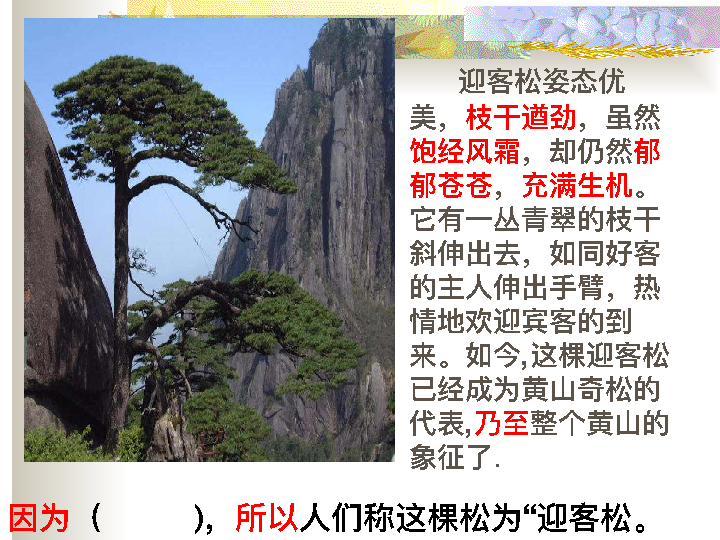 迎客松姿态优
美，枝干遒劲，虽然
饱经风霜，却仍然郁
郁苍苍，充满生机。
它有一丛青翠的枝干
斜伸出去，如同好客
的主人伸出手臂，热
情地欢迎宾客的到
来。如今,这棵迎客松
已经成为黄山奇松的
代表,乃至整个黄山的
象征了.
因为（        ），所以人们称这棵松为“迎客松。